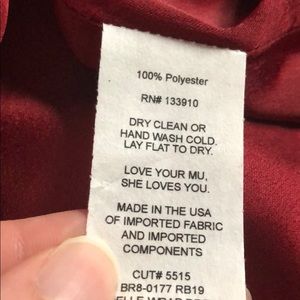 100% Polyester
RN# 133910
DRY CLEAN OR
HAND WASH COLD.
LAY FLAT TO DRY.
LOVE YOUR MU,
SHE LOVES YOU.
MADE IN THE USA
OF IMPORTED FABRIC
AND IMPORTED
COMPONENTS
CUT# 5515
BR8-0177 RB19
WRAP